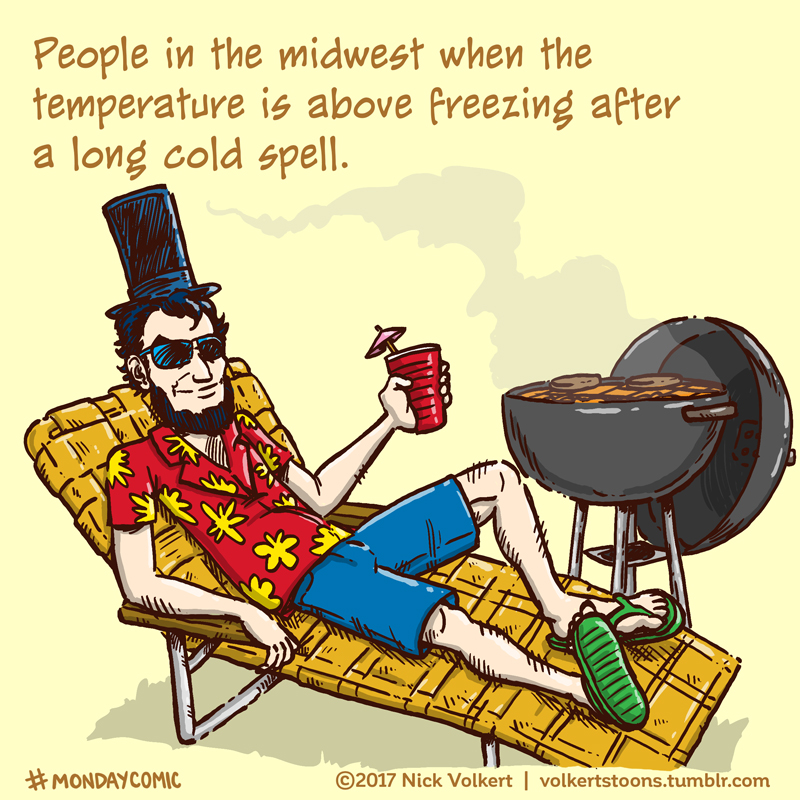 People in the midwest when the
temperature is above freezing after
a long cold spell.
#MONDAYCOMIC
©2017 Nick Volkert | volkertstoons.tumblr.com